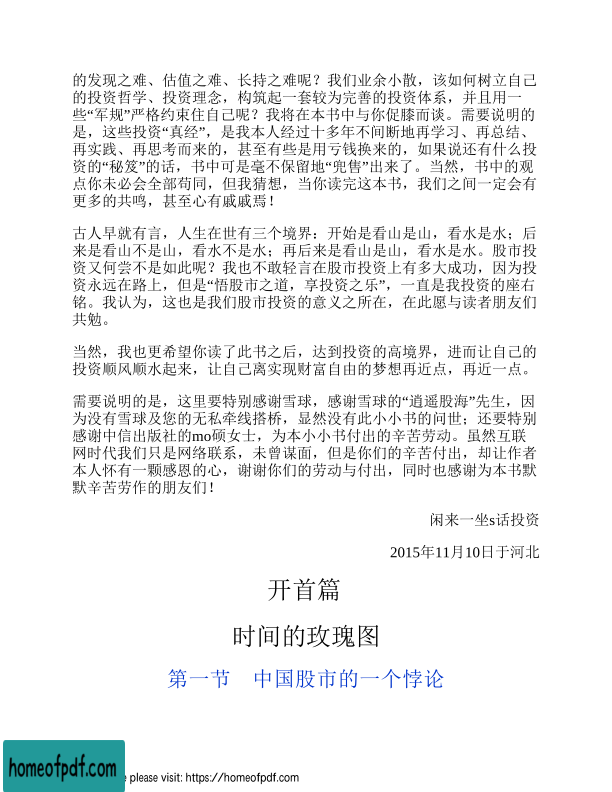 的发现之难、估值之难、长持之难呢？我们业余小散，该如何树立自己
的投资哲学、投资理念，构筑起一套较为完善的投资体系，并且用一
些“军规”严格约束住自己呢？我将在本书中与你促膝而谈。需要说明的
是，这些投资“真经”，是我本人经过十多年不间断地再学习、再总结、
再实践、再思考而来的，甚至有些是用亏钱换来的，如果说还有什么投
资的“秘笈”的话，书中可是毫不保留地“兜售”出来了。当然，书中的观
点你未必会全部苟同，但我猜想，当你读完这本书，我们之间一定会有
更多的共鸣，甚至心有戚戚焉！
古人早就有言，人生在世有三个境界：开始是看山是山，看水是水；后
来是看山不是山，看水不是水；再后来是看山是山，看水是水。股市投
资又何尝不是如此呢？我也不敢轻言在股市投资上有多大成功，因为投
资永远在路上，但是“悟股市之道，享投资之乐”，一直是我投资的座右
铭。我认为，这也是我们股市投资的意义之所在，在此愿与读者朋友们
共勉。
当然，我也更希望你读了此书之后，达到投资的高境界，进而让自己的
投资顺风顺水起来，让自己离实现财富自由的梦想再近点，再近一点。
需要说明的是，这里要特别感谢雪球，感谢雪球的“逍遥股海”先生，因
为没有雪球及您的无私牵线搭桥，显然没有此小小书的问世；还要特别
感谢中信出版社的mo硕女士，为本小小书付出的辛苦劳动。虽然互联
网时代我们只是网络联系，未曾谋面，但是你们的辛苦付出，却让作者
本人怀有一颗感恩的心，谢谢你们的劳动与付出，同时也感谢为本书默
默辛苦劳作的朋友们！
闲来一坐s话投资
2015年11月10日于河北
开首篇
时间的玫瑰图
第一节　中国股市的一个悖论
homeofpdf.com
please visit: https://homeofpdf.com